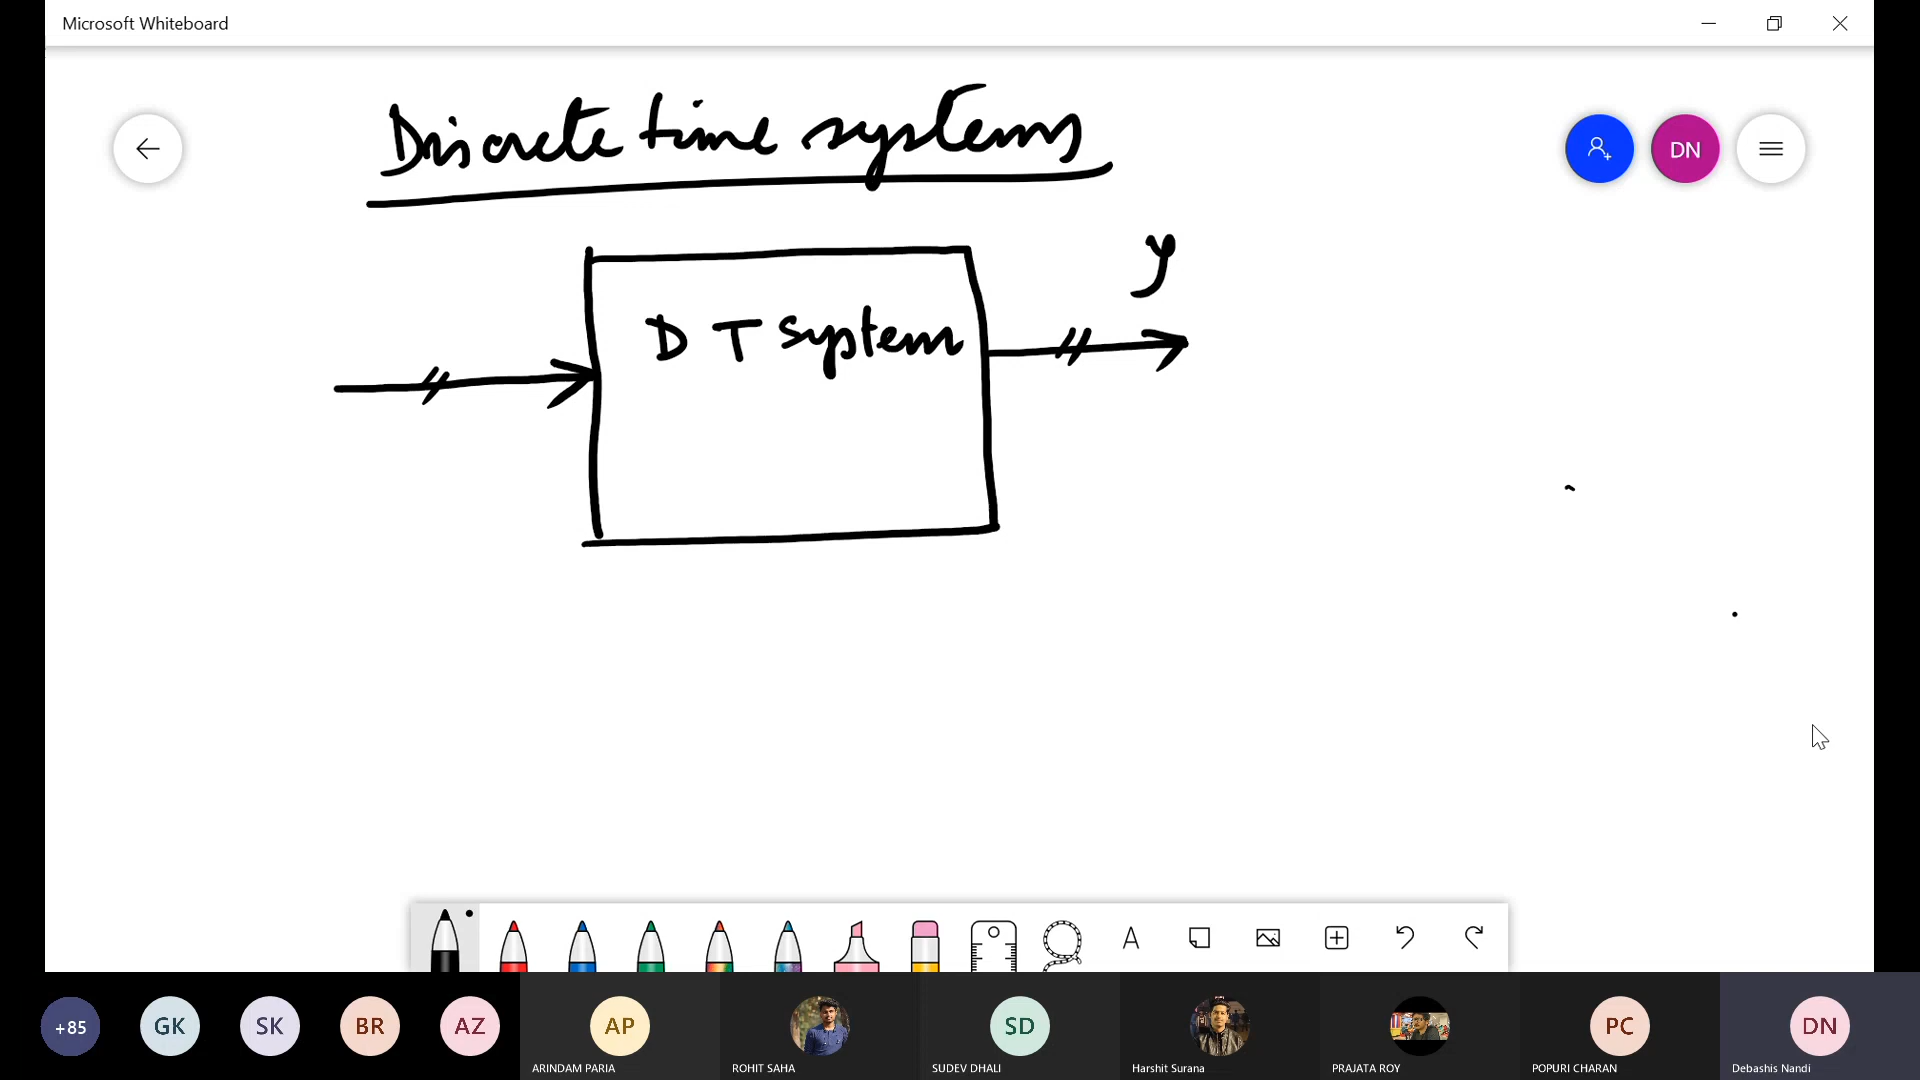 Microsoft Whiteboard
Discrete time systems
DN
y
D T System
A
+85
GK
SK
BR
AZ
AP
SD
PC
DN
ARINDAM PARIA
ROHIT SAHA
SUDEV DHALI
Harshit Surana
PRAJATA ROY
POPURI CHARAN
Debashis Nandi